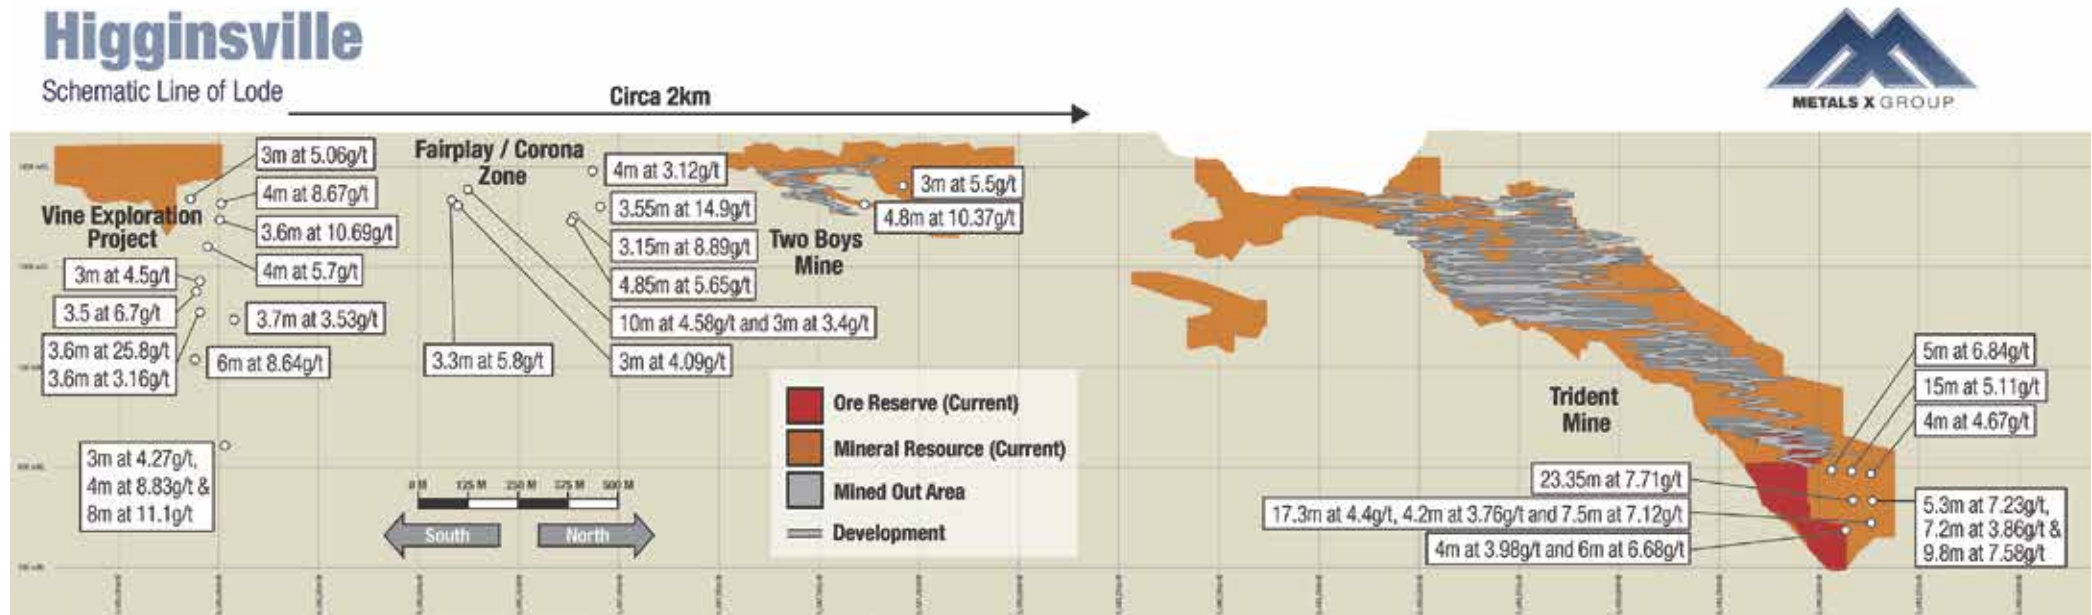 Higginsville
Schematic Line of Lode
Circa 2km
METALS X GROUP
3m at 5.06g/t
4m at 8.67g/t
3.6m at 10.69g/t
4m at 5.7g/t
Vine Exploration
Project
3m at 4.5g/t
3.5 at 6.7g/t
3.6m at 25.8g/t
3.6m at 3.16g/t
3.7m at 3.53g/t
6m at 8.64g/t
3m at 4.27g/t,
4m at 8.83g/t &
8m at 11.1g/t
Fairplay / Corona
Zone
4m at 3.12g/t
3.55m at 14.9g/t
3.15m at 8.89g/t
4.85m at 5.65g/t
10m at 4.58g/t and 3m at 3.4g/t
3m at 4.09g/t
3.3m at 5.8g/t
Two Boys
Mine
3m at 5.5g/t
4.8m at 10.37g/t
0 M 125 M 250 M 375 M 500 M
South
North
Ore Reserve (Current)
Mineral Resource (Current)
Mined Out Area
Development
Trident
Mine
5m at 6.84g/t
15m at 5.11g/t
4m at 4.67g/t
23.35m at 7.71g/t
17.3m at 4.4g/t, 4.2m at 3.76g/t and 7.5m at 7.12g/t
4m at 3.98g/t and 6m at 6.68g/t
5.3m at 7.23g/t,
7.2m at 3.86g/t &
9.8m at 7.58g/t